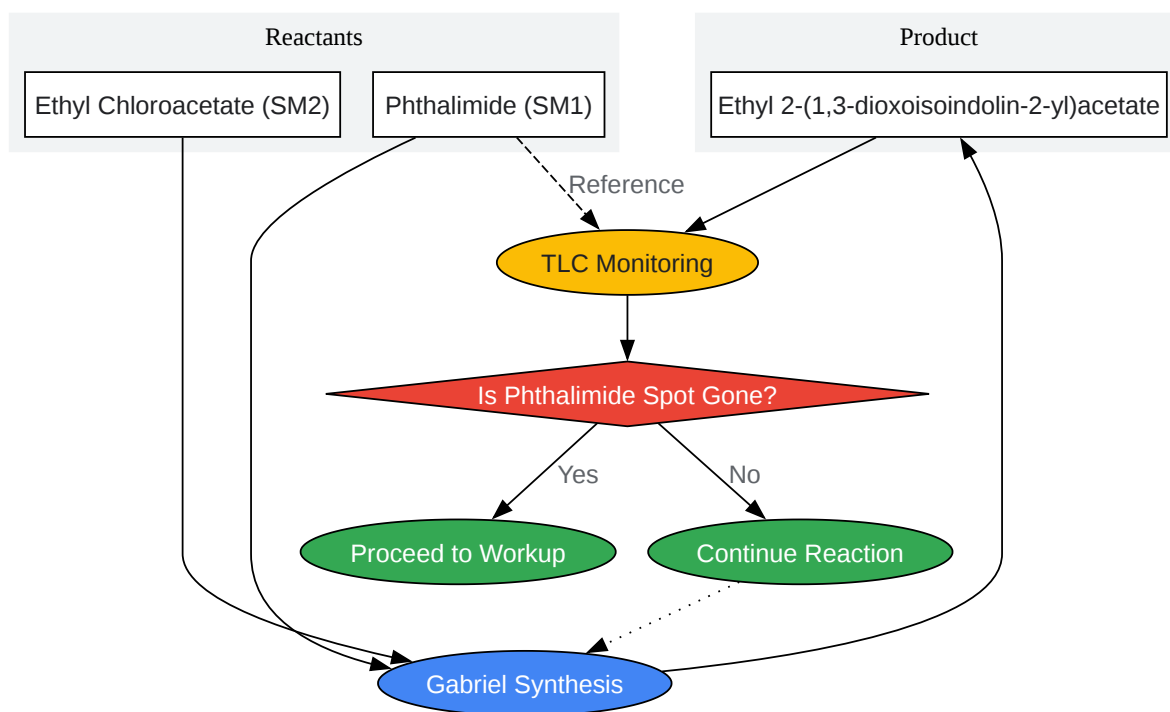 Reactants
Product
Ethyl Chloroacetate (SM2)
Phthalimide (SM1)
Ethyl 2-(1,3-dioxoisoindolin-2-yl)acetate
Reference
TLC Monitoring
Is Phthalimide Spot Gone?
Yes
No
Proceed to Workup
Continue Reaction
Gabriel Synthesis